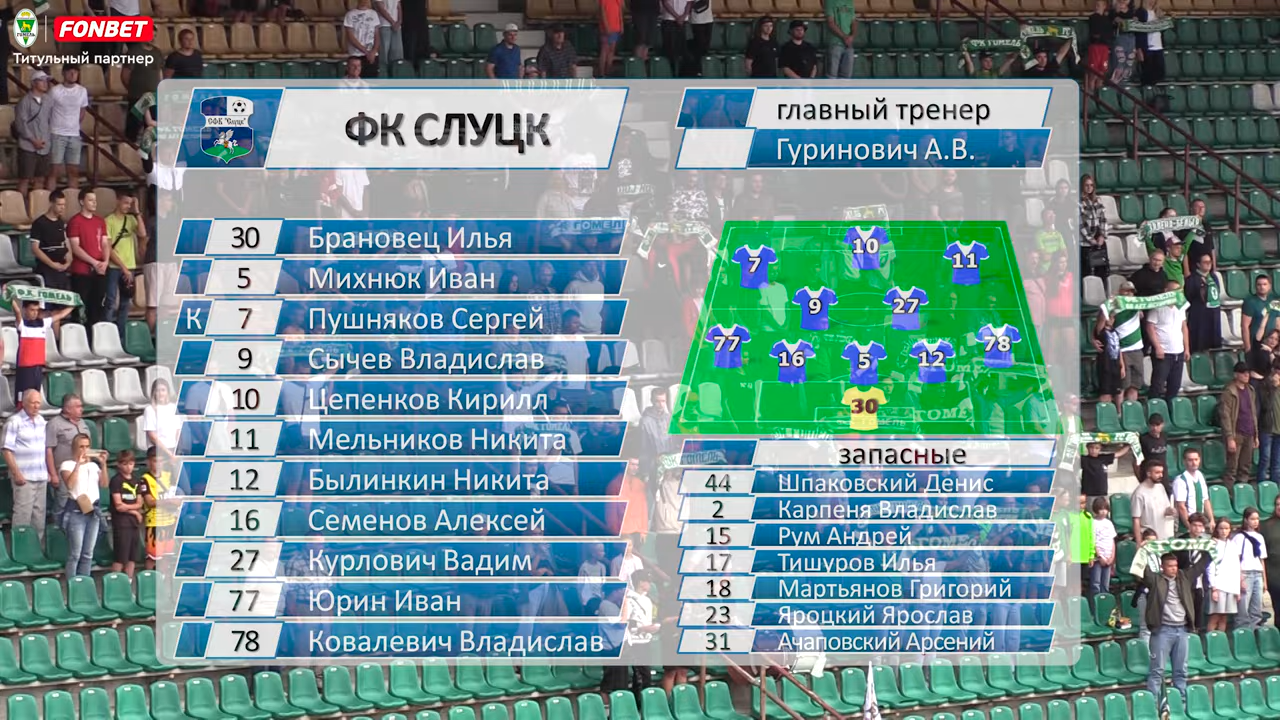 FONBET
Титульный партнер
ГОМЕЛЬ
СФК "Слуцк"
ФК СЛУЦК
главный тренер
Гуринович А.В.
30 Брановец Илья
5 Михнюк Иван
К 7 Пушняков Сергей
9 Сычев Владислав
10 Цепенков Кирилл
11 Мельников Никита
12 Былинкин Никита
16 Семенов Алексей
27 Курлович Вадим
77 Юрин Иван
78 Ковалевич Владислав
7 10 11
9 27
77 16 5 12 78
30
запасные
44 Шпаковский Денис
2 Карпеня Владислав
15 Рум Андрей
17 Тишуров Илья
18 Мартьянов Григорий
23 Яроцкий Ярослав
31 Ачаповский Арсений